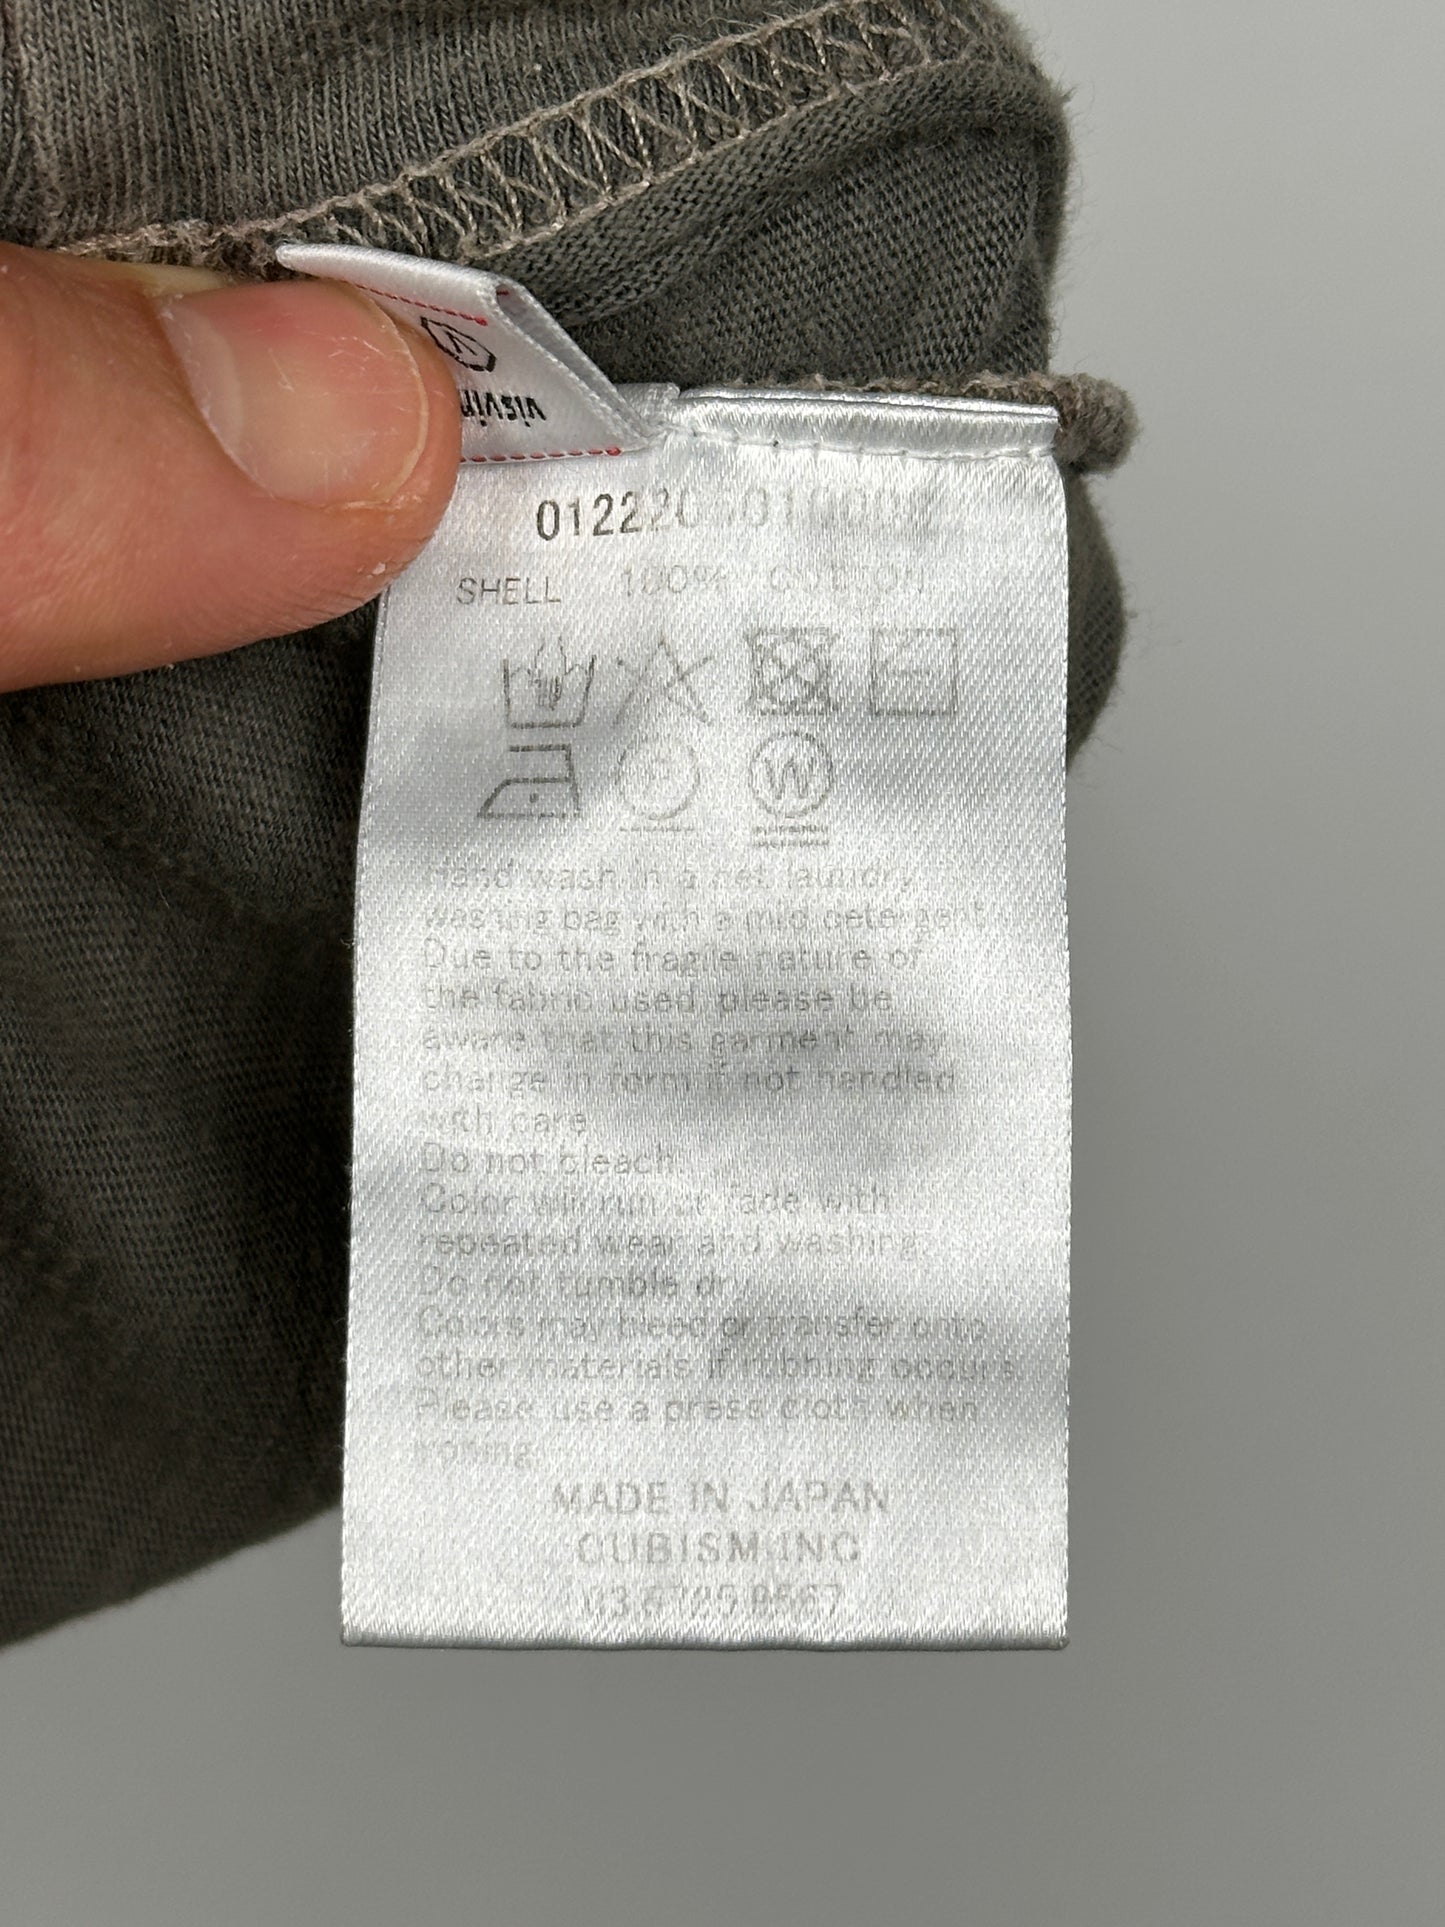 visvim
SHELL 100% COTTON
Hand wash in a net laundry
washing bag with a mild detergent
Due to the fragile nature of
the fabric used, please be
aware that this garment may
change in form if not handled
with care.
Do not bleach.
Color will run or fade with
repeated wear and washing.
Do not tumble dry.
Colors may bleed or transfer onto
other materials if rubbing occurs.
Please use a press cloth when
ironing.
MADE IN JAPAN
CUBISM INC